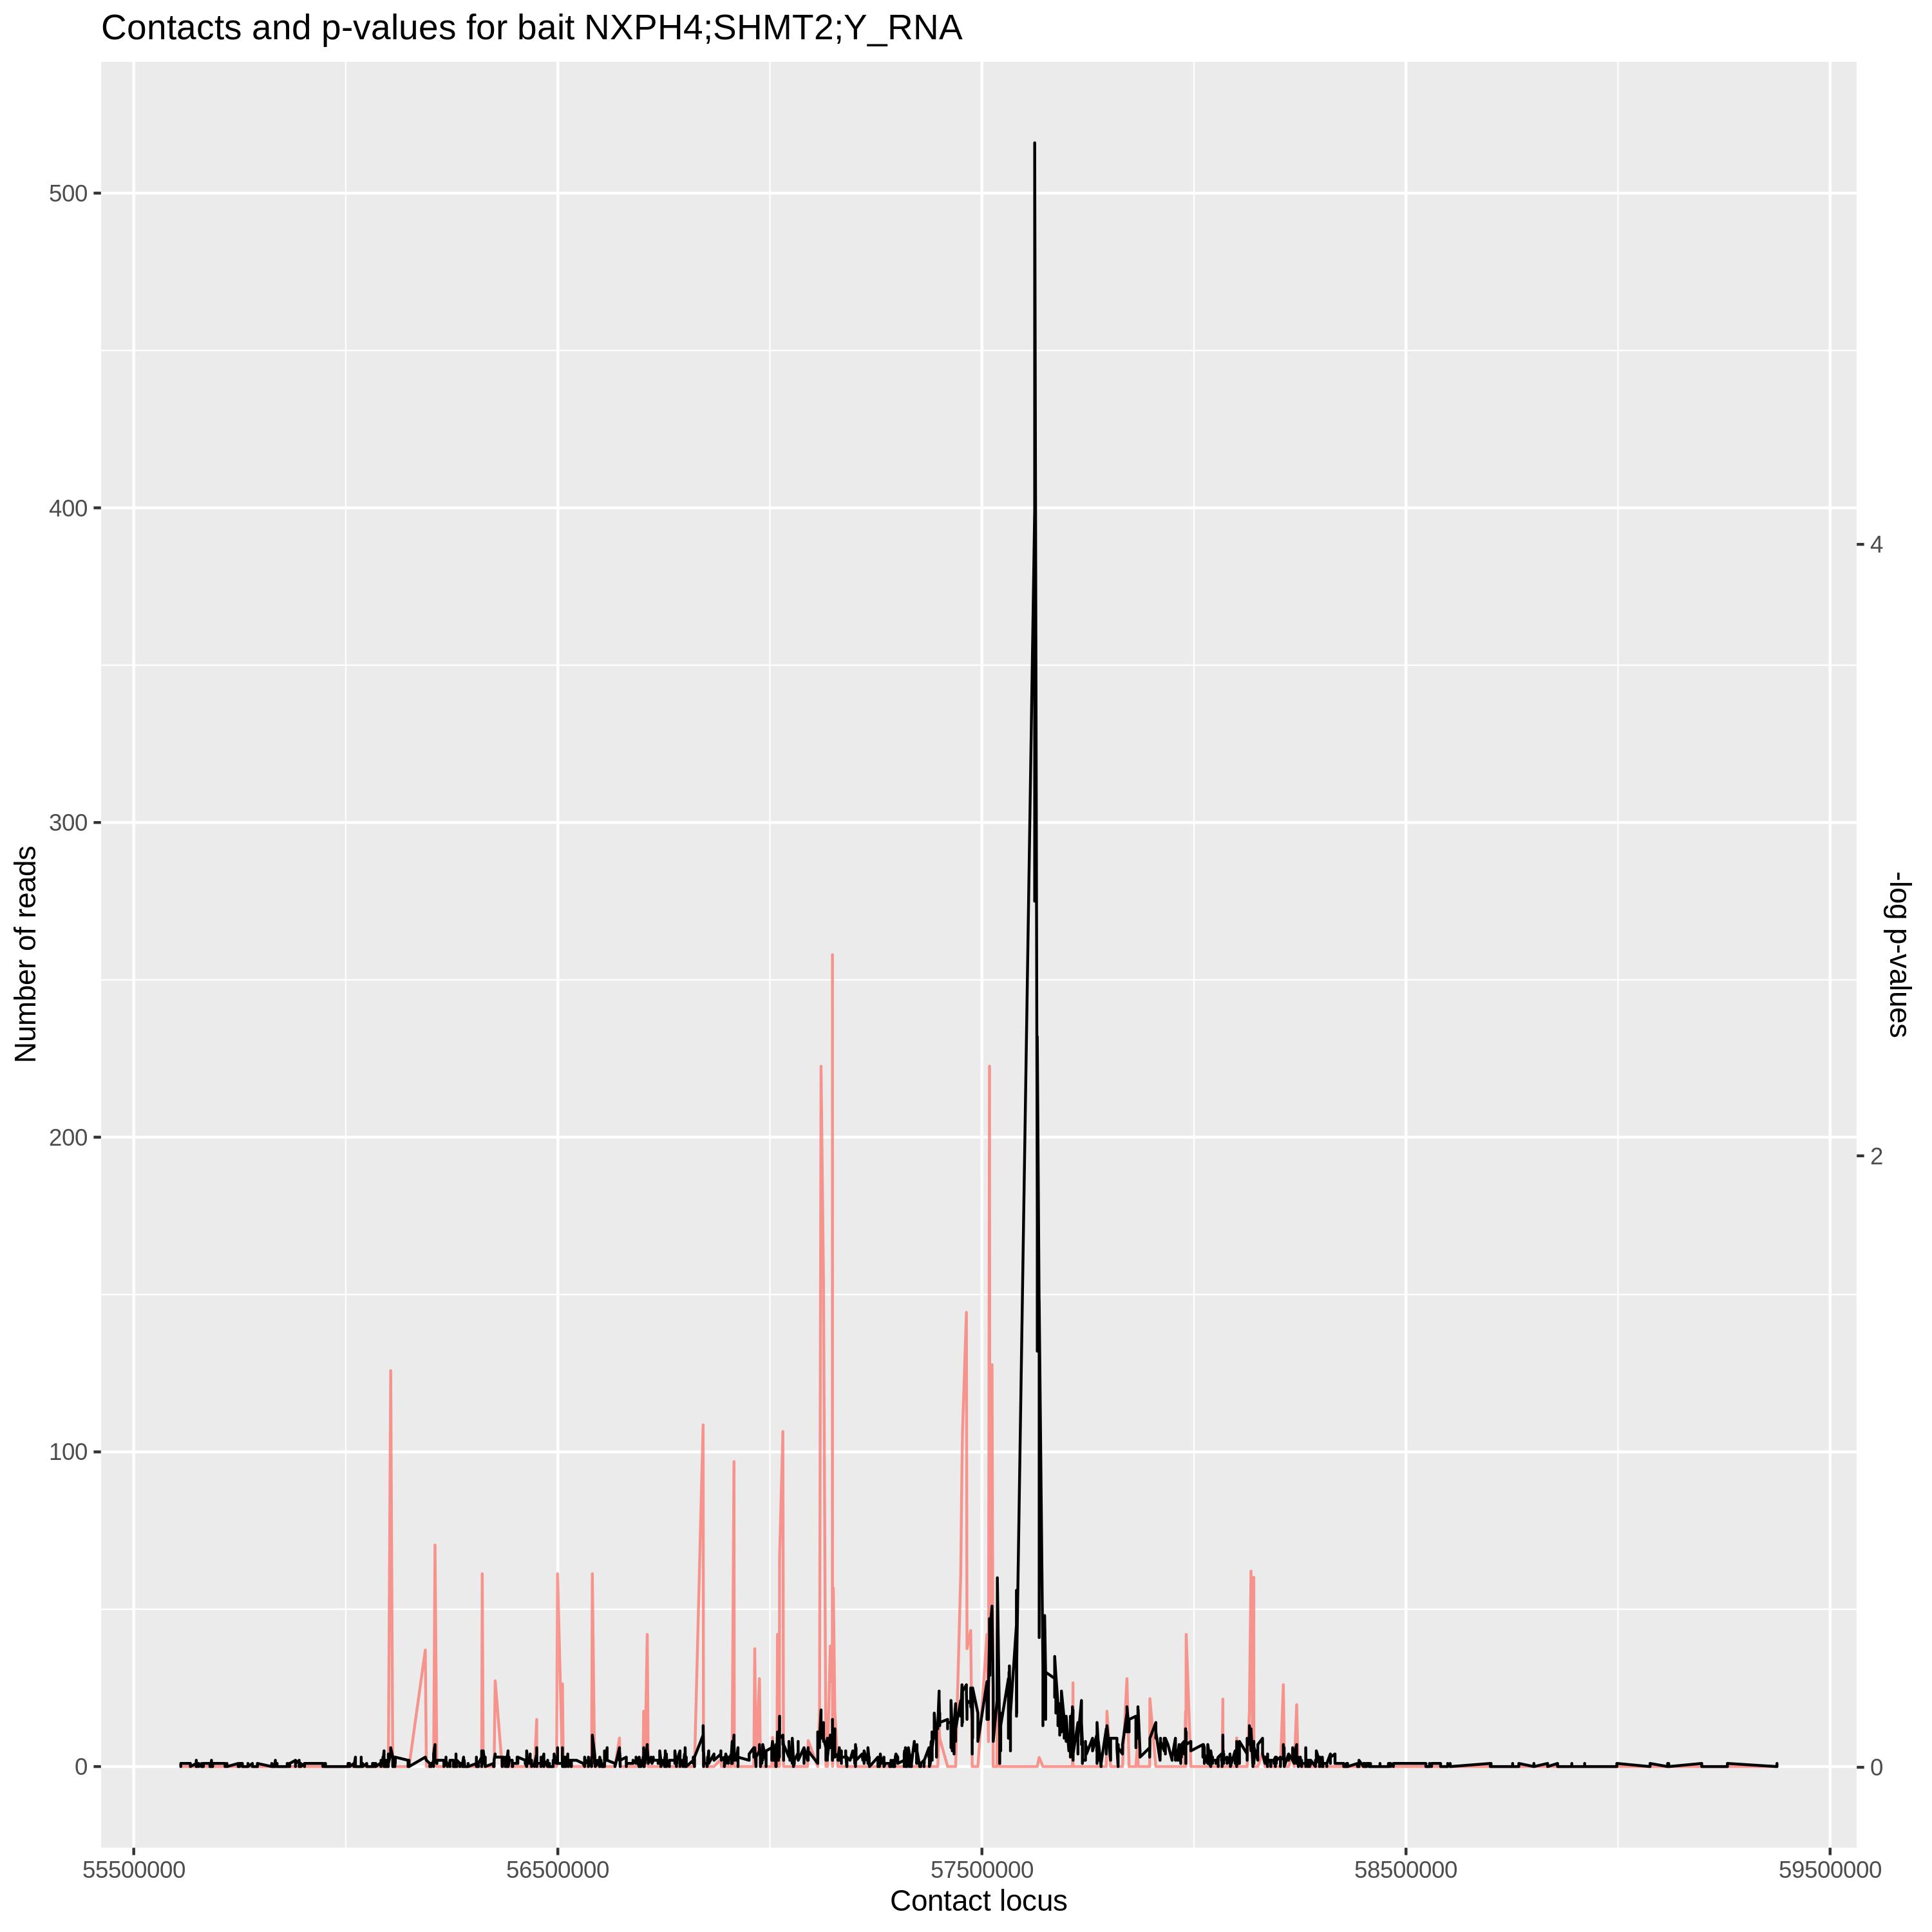 Contacts and p-values for bait NXPH4;SHMT2;Y_RNA
Number of reads
500
400
300
200
100
0
4
2
0
-log p-values
55500000 56500000 57500000 58500000 59500000
Contact locus